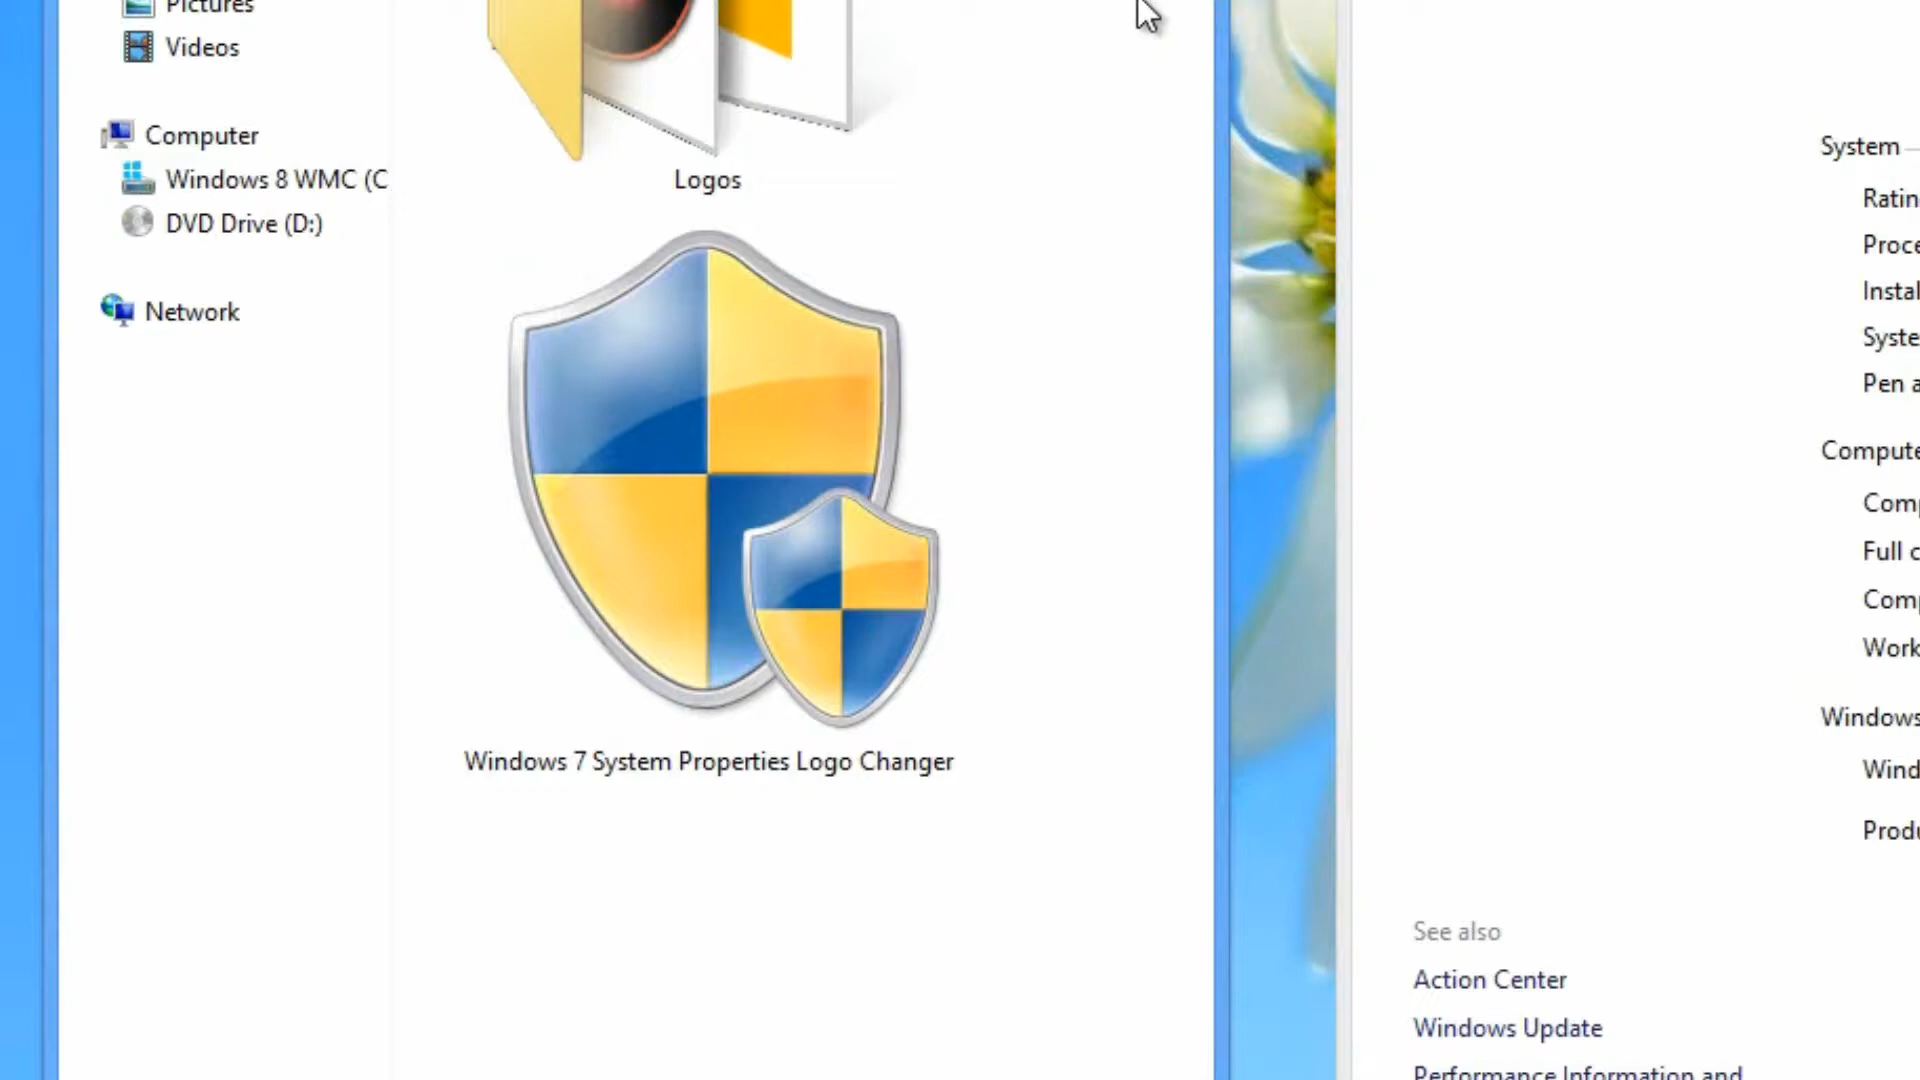 Pictures
Videos
Computer
Windows 8 WMC (C
DVD Drive (D:)
Network
Logos
Windows 7 System Properties Logo Changer
System
Ratin
Proce
Instal
Syste
Pen a
Compute
Comp
Full c
Comp
Work
Windows
Wind
Produ
See also
Action Center
Windows Update
Performance Information and